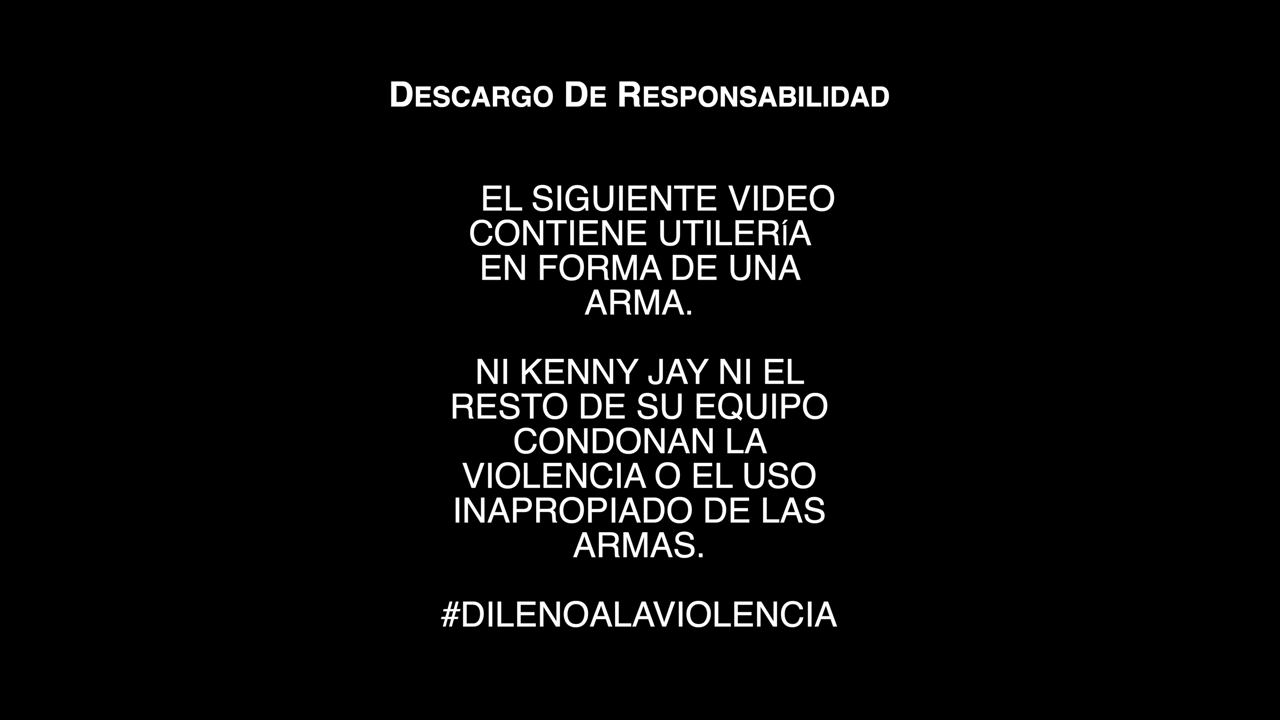 DESCARGO DE RESPONSABILIDAD
EL SIGUIENTE VIDEO
CONTIENE UTILERíA
EN FORMA DE UNA
ARMA.
NI KENNY JAY NI EL
RESTO DE SU EQUIPO
CONDONAN LA
VIOLENCIA O EL USO
INAPROPIADO DE LAS
ARMAS.
#DILENOALAVIOLENCIA